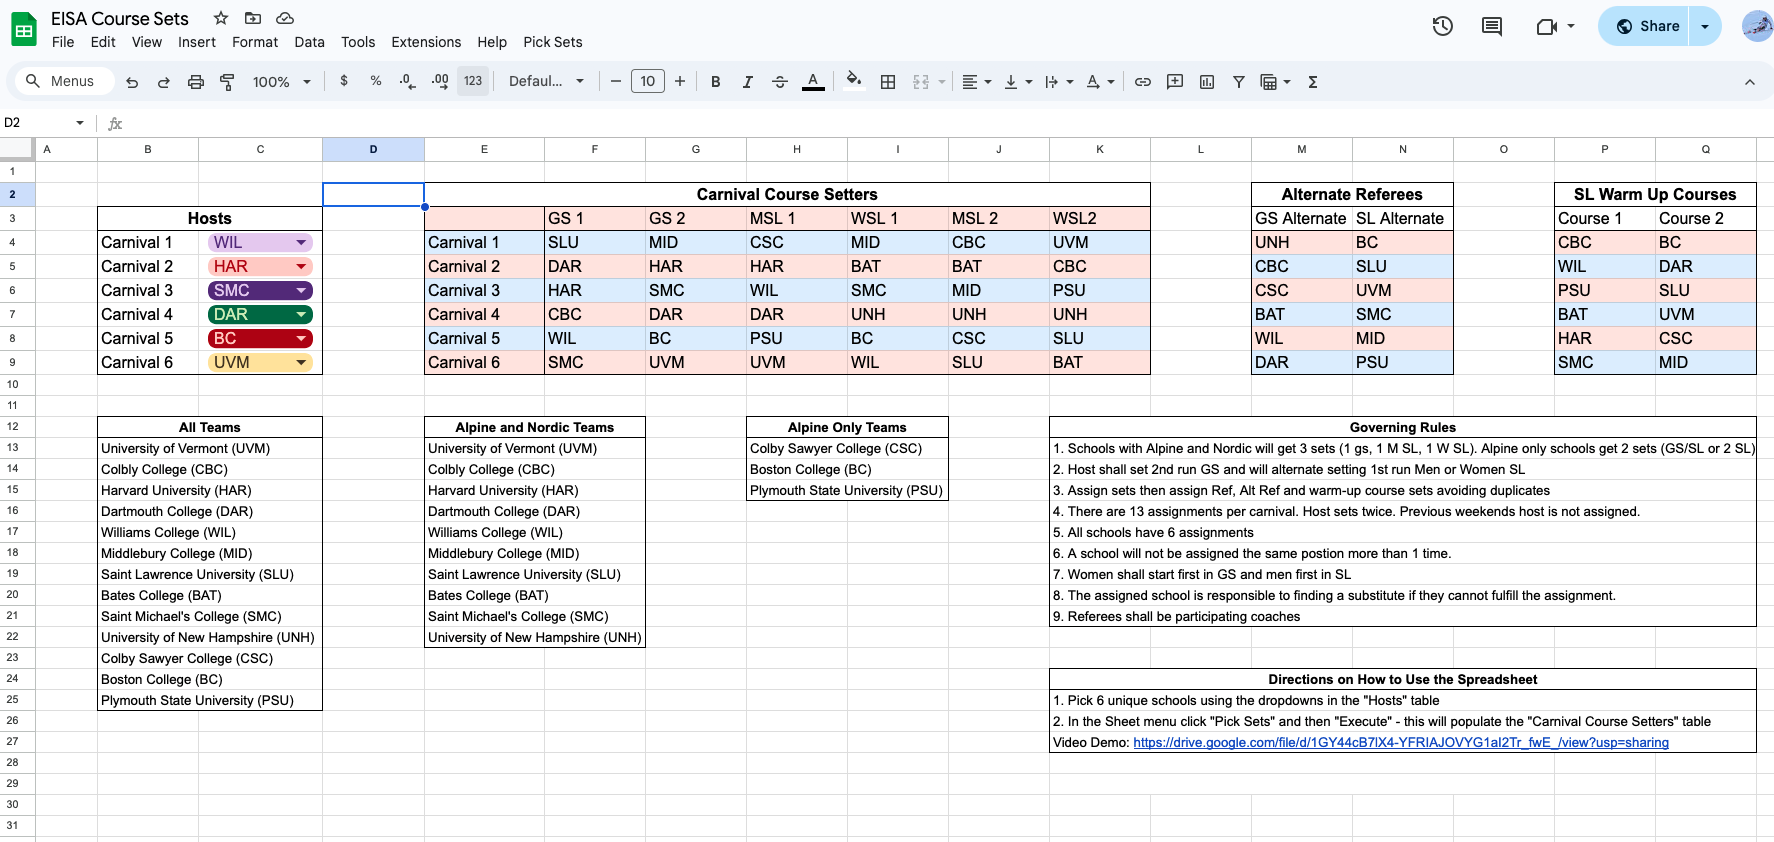 EISA Course Sets
File Edit View Insert Format Data Tools Extensions Help Pick Sets
Share
Menus 100% $ % .0 .00 123 Defaul... − 10 + B I S A Σ
D2 fx
A B C D E F G H I J K L M N O P Q
1
2 Carnival Course Setters Alternate Referees SL Warm Up Courses
3 Hosts GS 1 GS 2 MSL 1 WSL 1 MSL 2 WSL2 GS Alternate SL Alternate Course 1 Course 2
4 Carnival 1 WIL Carnival 1 SLU MID CSC MID CBC UVM UNH BC CBC BC
5 Carnival 2 HAR Carnival 2 DAR HAR HAR BAT BAT CBC CBC SLU WIL DAR
6 Carnival 3 SMC Carnival 3 HAR SMC WIL SMC MID PSU CSC UVM PSU SLU
7 Carnival 4 DAR Carnival 4 CBC DAR DAR UNH UNH UNH BAT SMC BAT UVM
8 Carnival 5 BC Carnival 5 WIL BC PSU BC CSC SLU WIL MID HAR CSC
9 Carnival 6 UVM Carnival 6 SMC UVM UVM WIL SLU BAT DAR PSU SMC MID
10
11
12 All Teams Alpine and Nordic Teams Alpine Only Teams Governing Rules
13 University of Vermont (UVM) University of Vermont (UVM) Colby Sawyer College (CSC) 1. Schools with Alpine and Nordic will get 3 sets (1 gs, 1 M SL, 1 W SL). Alpine only schools get 2 sets (GS/SL or 2 SL)
14 Colbly College (CBC) Colbly College (CBC) Boston College (BC) 2. Host shall set 2nd run GS and will alternate setting 1st run Men or Women SL
15 Harvard University (HAR) Harvard University (HAR) Plymouth State University (PSU) 3. Assign sets then assign Ref, Alt Ref and warm-up course sets avoiding duplicates
16 Dartmouth College (DAR) Dartmouth College (DAR) 4. There are 13 assignments per carnival. Host sets twice. Previous weekends host is not assigned.
17 Williams College (WIL) Williams College (WIL) 5. All schools have 6 assignments
18 Middlebury College (MID) Middlebury College (MID) 6. A school will not be assigned the same postion more than 1 time.
19 Saint Lawrence University (SLU) Saint Lawrence University (SLU) 7. Women shall start first in GS and men first in SL
20 Bates College (BAT) Bates College (BAT) 8. The assigned school is responsible to finding a substitute if they cannot fulfill the assignment.
21 Saint Michael's College (SMC) Saint Michael's College (SMC) 9. Referees shall be participating coaches
22 University of New Hampshire (UNH) University of New Hampshire (UNH)
23 Colby Sawyer College (CSC)
24 Boston College (BC) Directions on How to Use the Spreadsheet
25 Plymouth State University (PSU) 1. Pick 6 unique schools using the dropdowns in the "Hosts" table
26 2. In the Sheet menu click "Pick Sets" and then "Execute" - this will populate the "Carnival Course Setters" table
27 Video Demo: https://drive.google.com/file/d/1GY44cB7lX4-YFRIAJOVYG1al2Tr_fwE_/view?usp=sharing
28
29
30
31